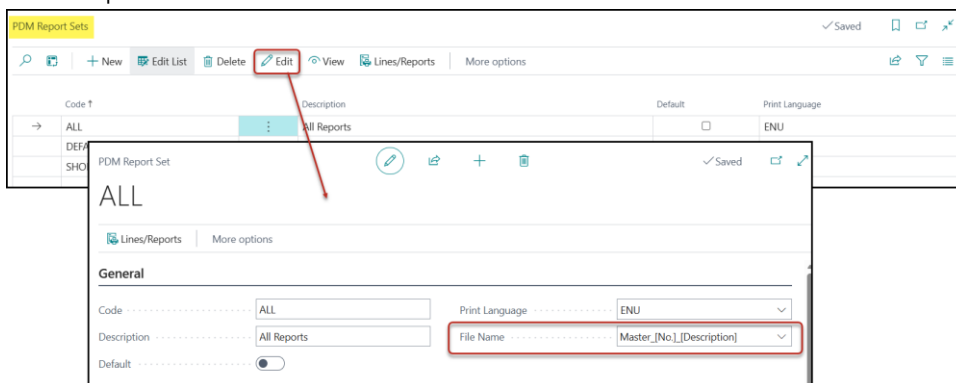 PDM Report Sets
Saved
New Edit List Delete Edit View Lines/Reports More options
Code ↑ Description Default Print Language
ALL All Reports ENU
DEFA
SHO
PDM Report Set
Saved
ALL
Lines/Reports More options
General
Code ALL Print Language ENU
Description All Reports File Name Master_[No.]_[Description]
Default